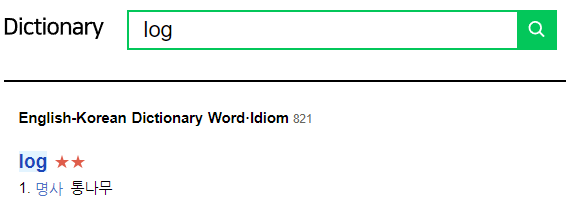 Dictionary log
English-Korean Dictionary Word·Idiom 821
log ★★
1. 명사 통나무